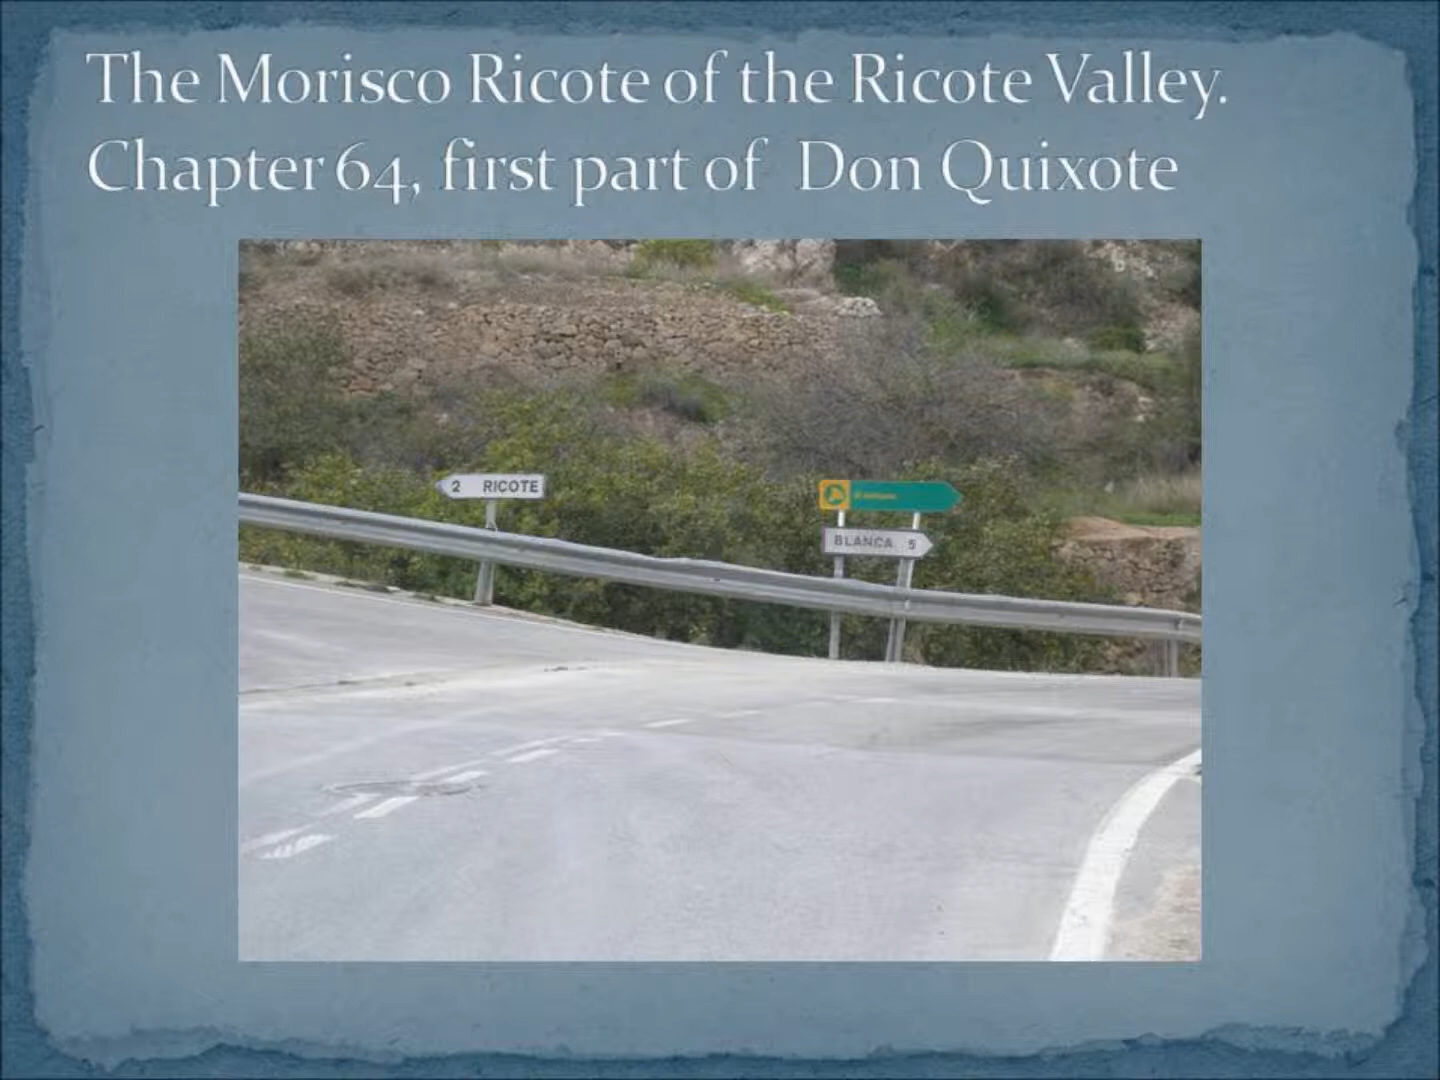 The Morisco Ricote of the Ricote Valley.
Chapter 64, first part of Don Quixote
2 RICOTE
BLANCA 5